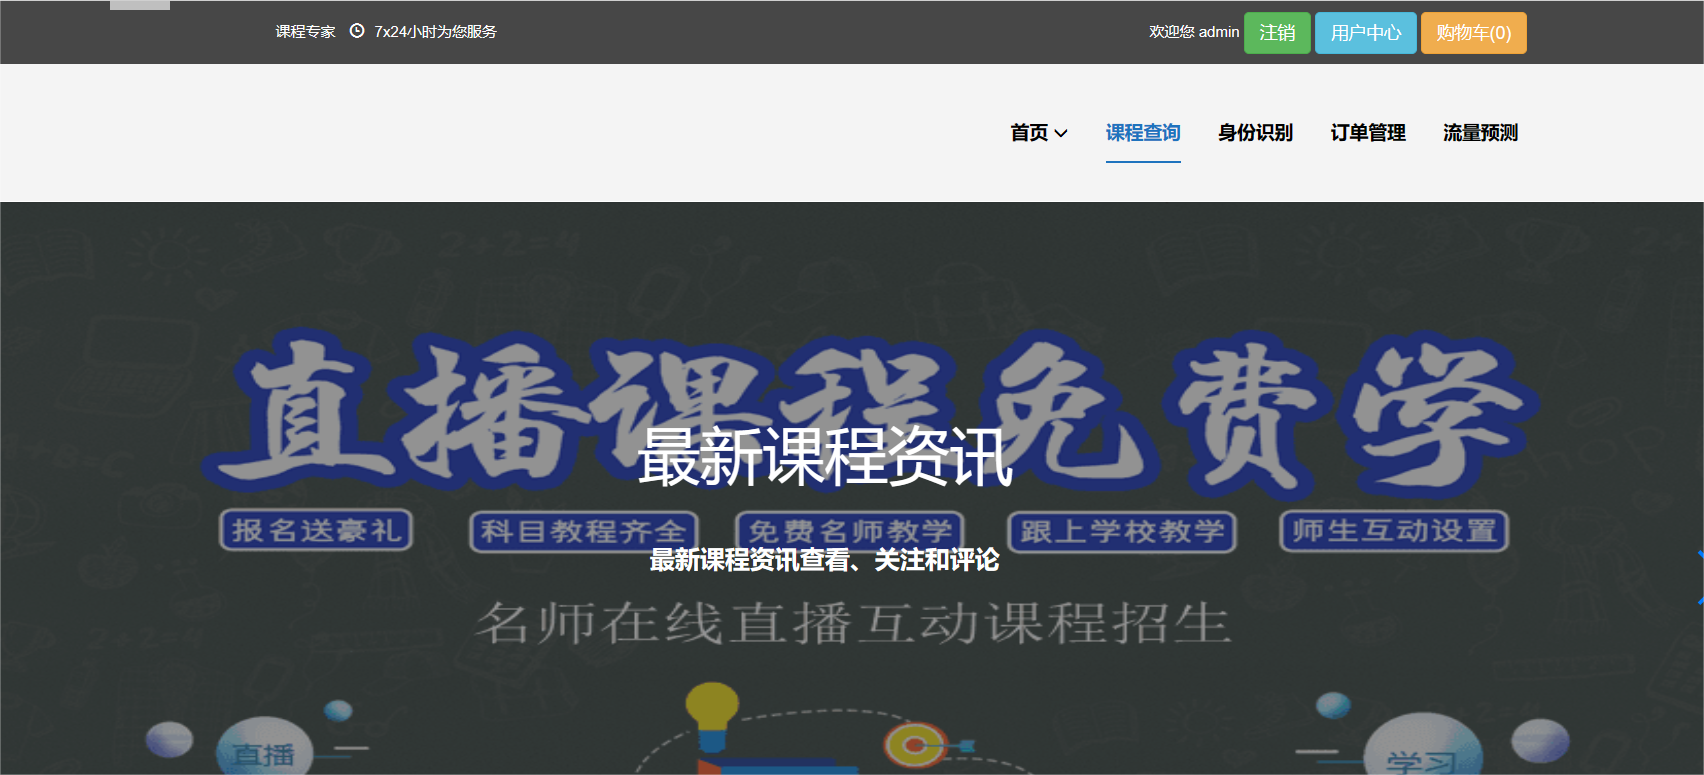 课程专家 7x24小时为您服务 欢迎您 admin 注销 用户中心 购物车(0)
首页 课程查询 身份识别 订单管理 流量预测
直播课程免费学
最新课程资讯
报名送豪礼 科目教程齐全 免费名师教学 跟上学校教学 师生互动设置
最新课程资讯查看、关注和评论
名师在线直播互动课程招生
直播 学习